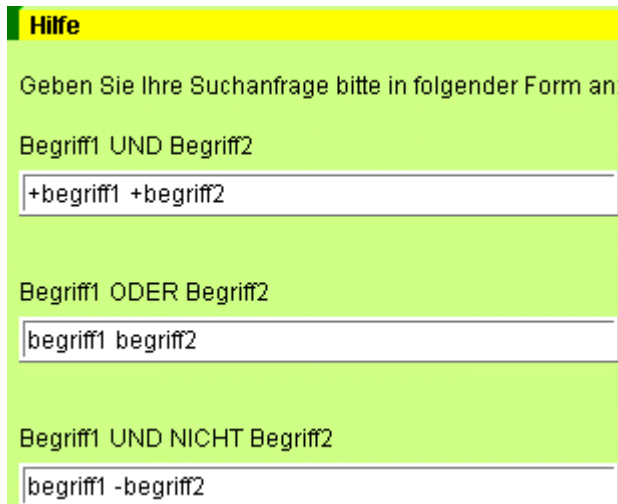 Hilfe
Geben Sie Ihre Suchanfrage bitte in folgender Form an:
Begriff1 UND Begriff2
+begriff1 +begriff2
Begriff1 ODER Begriff2
begriff1 begriff2
Begriff1 UND NICHT Begriff2
begriff1 -begriff2